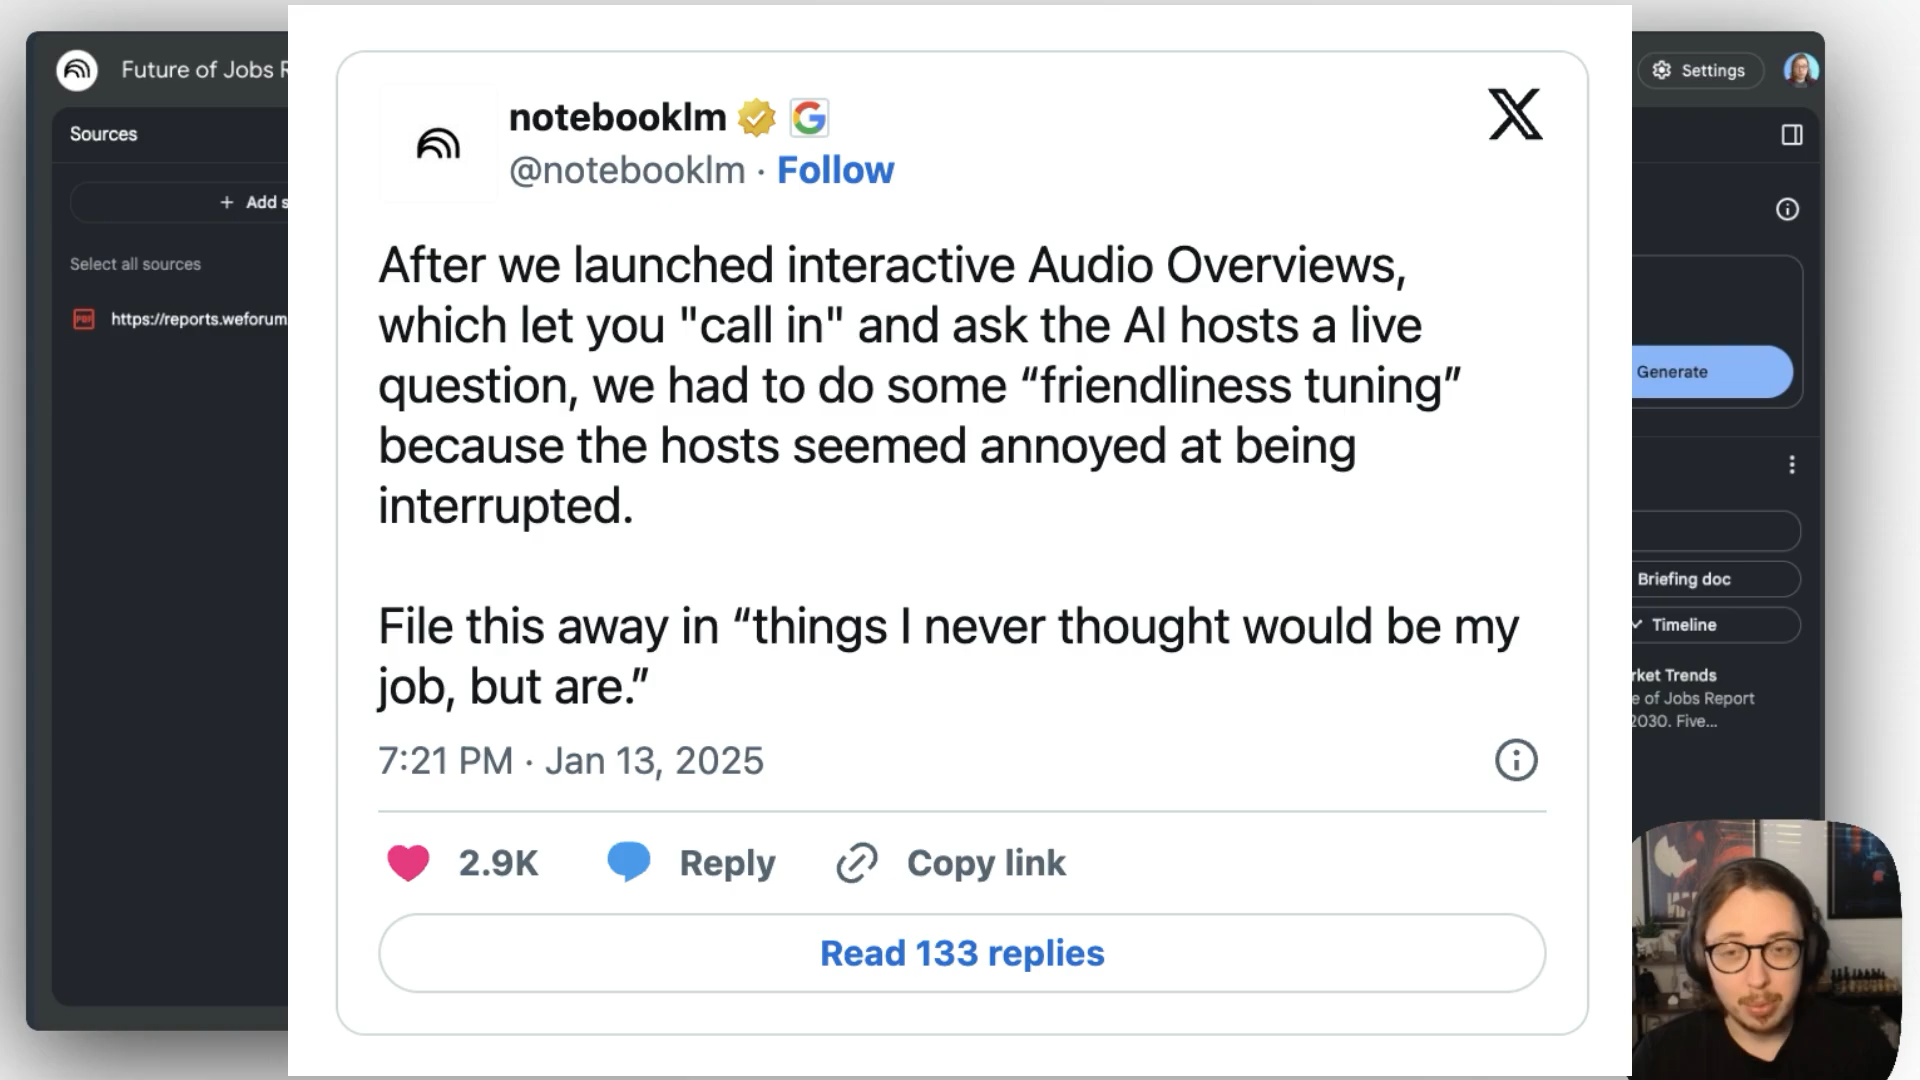 Future of Jobs R
Settings
Sources
+ Add s
Select all sources
PDF
https://reports.weforum
notebooklm
@notebooklm · Follow
After we launched interactive Audio Overviews,
which let you "call in" and ask the AI hosts a live
question, we had to do some “friendliness tuning”
because the hosts seemed annoyed at being
interrupted.
File this away in “things I never thought would be my
job, but are.”
7:21 PM · Jan 13, 2025
2.9K
Reply
Copy link
Read 133 replies
Generate
Briefing doc
Timeline
rket Trends
e of Jobs Report
2030. Five...